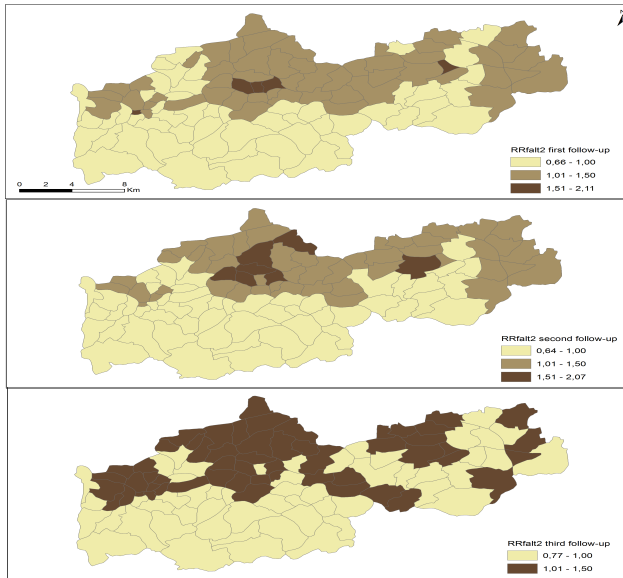 N
RRfalt2 first follow-up
0,66 - 1,00
1,01 - 1,50
1,51 - 2,11
0 2 4 8
Km
RRfalt2 second follow-up
0,64 - 1,00
1,01 - 1,50
1,51 - 2,07
RRfalt2 third follow-up
0,77 - 1,00
1,01 - 1,50